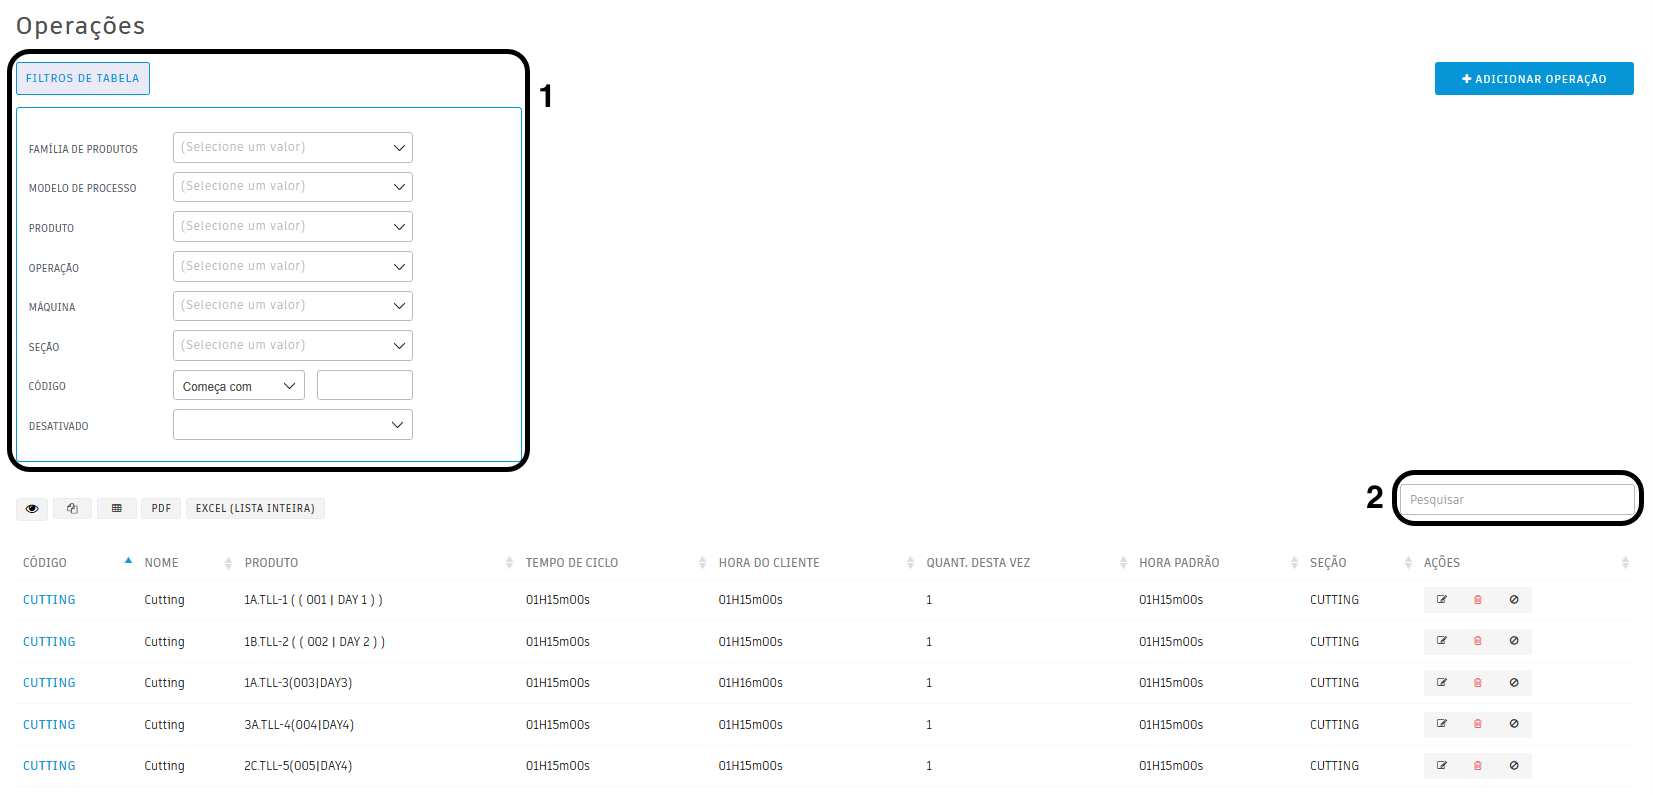 Operações
FILTROS DE TABELA
1
+ ADICIONAR OPERAÇÃO
FAMÍLIA DE PRODUTOS (Selecione um valor)
MODELO DE PROCESSO (Selecione um valor)
PRODUTO (Selecione um valor)
OPERAÇÃO (Selecione um valor)
MÁQUINA (Selecione um valor)
SEÇÃO (Selecione um valor)
CÓDIGO Começa com
DESATIVADO
2 Pesquisar
PDF EXCEL (LISTA INTEIRA)
CÓDIGO NOME PRODUTO TEMPO DE CICLO HORA DO CLIENTE QUANT. DESTA VEZ HORA PADRÃO SEÇÃO AÇÕES
CUTTING Cutting 1A.TLL-1 ( ( 001 | DAY 1 ) ) 01H15m00s 01H15m00s 1 01H15m00s CUTTING
CUTTING Cutting 1B.TLL-2 ( ( 002 | DAY 2 ) ) 01H15m00s 01H15m00s 1 01H15m00s CUTTING
CUTTING Cutting 1A.TLL-3(003|DAY3) 01H15m00s 01H16m00s 1 01H15m00s CUTTING
CUTTING Cutting 3A.TLL-4(004|DAY4) 01H15m00s 01H15m00s 1 01H15m00s CUTTING
CUTTING Cutting 2C.TLL-5(005|DAY4) 01H15m00s 01H15m00s 1 01H15m00s CUTTING